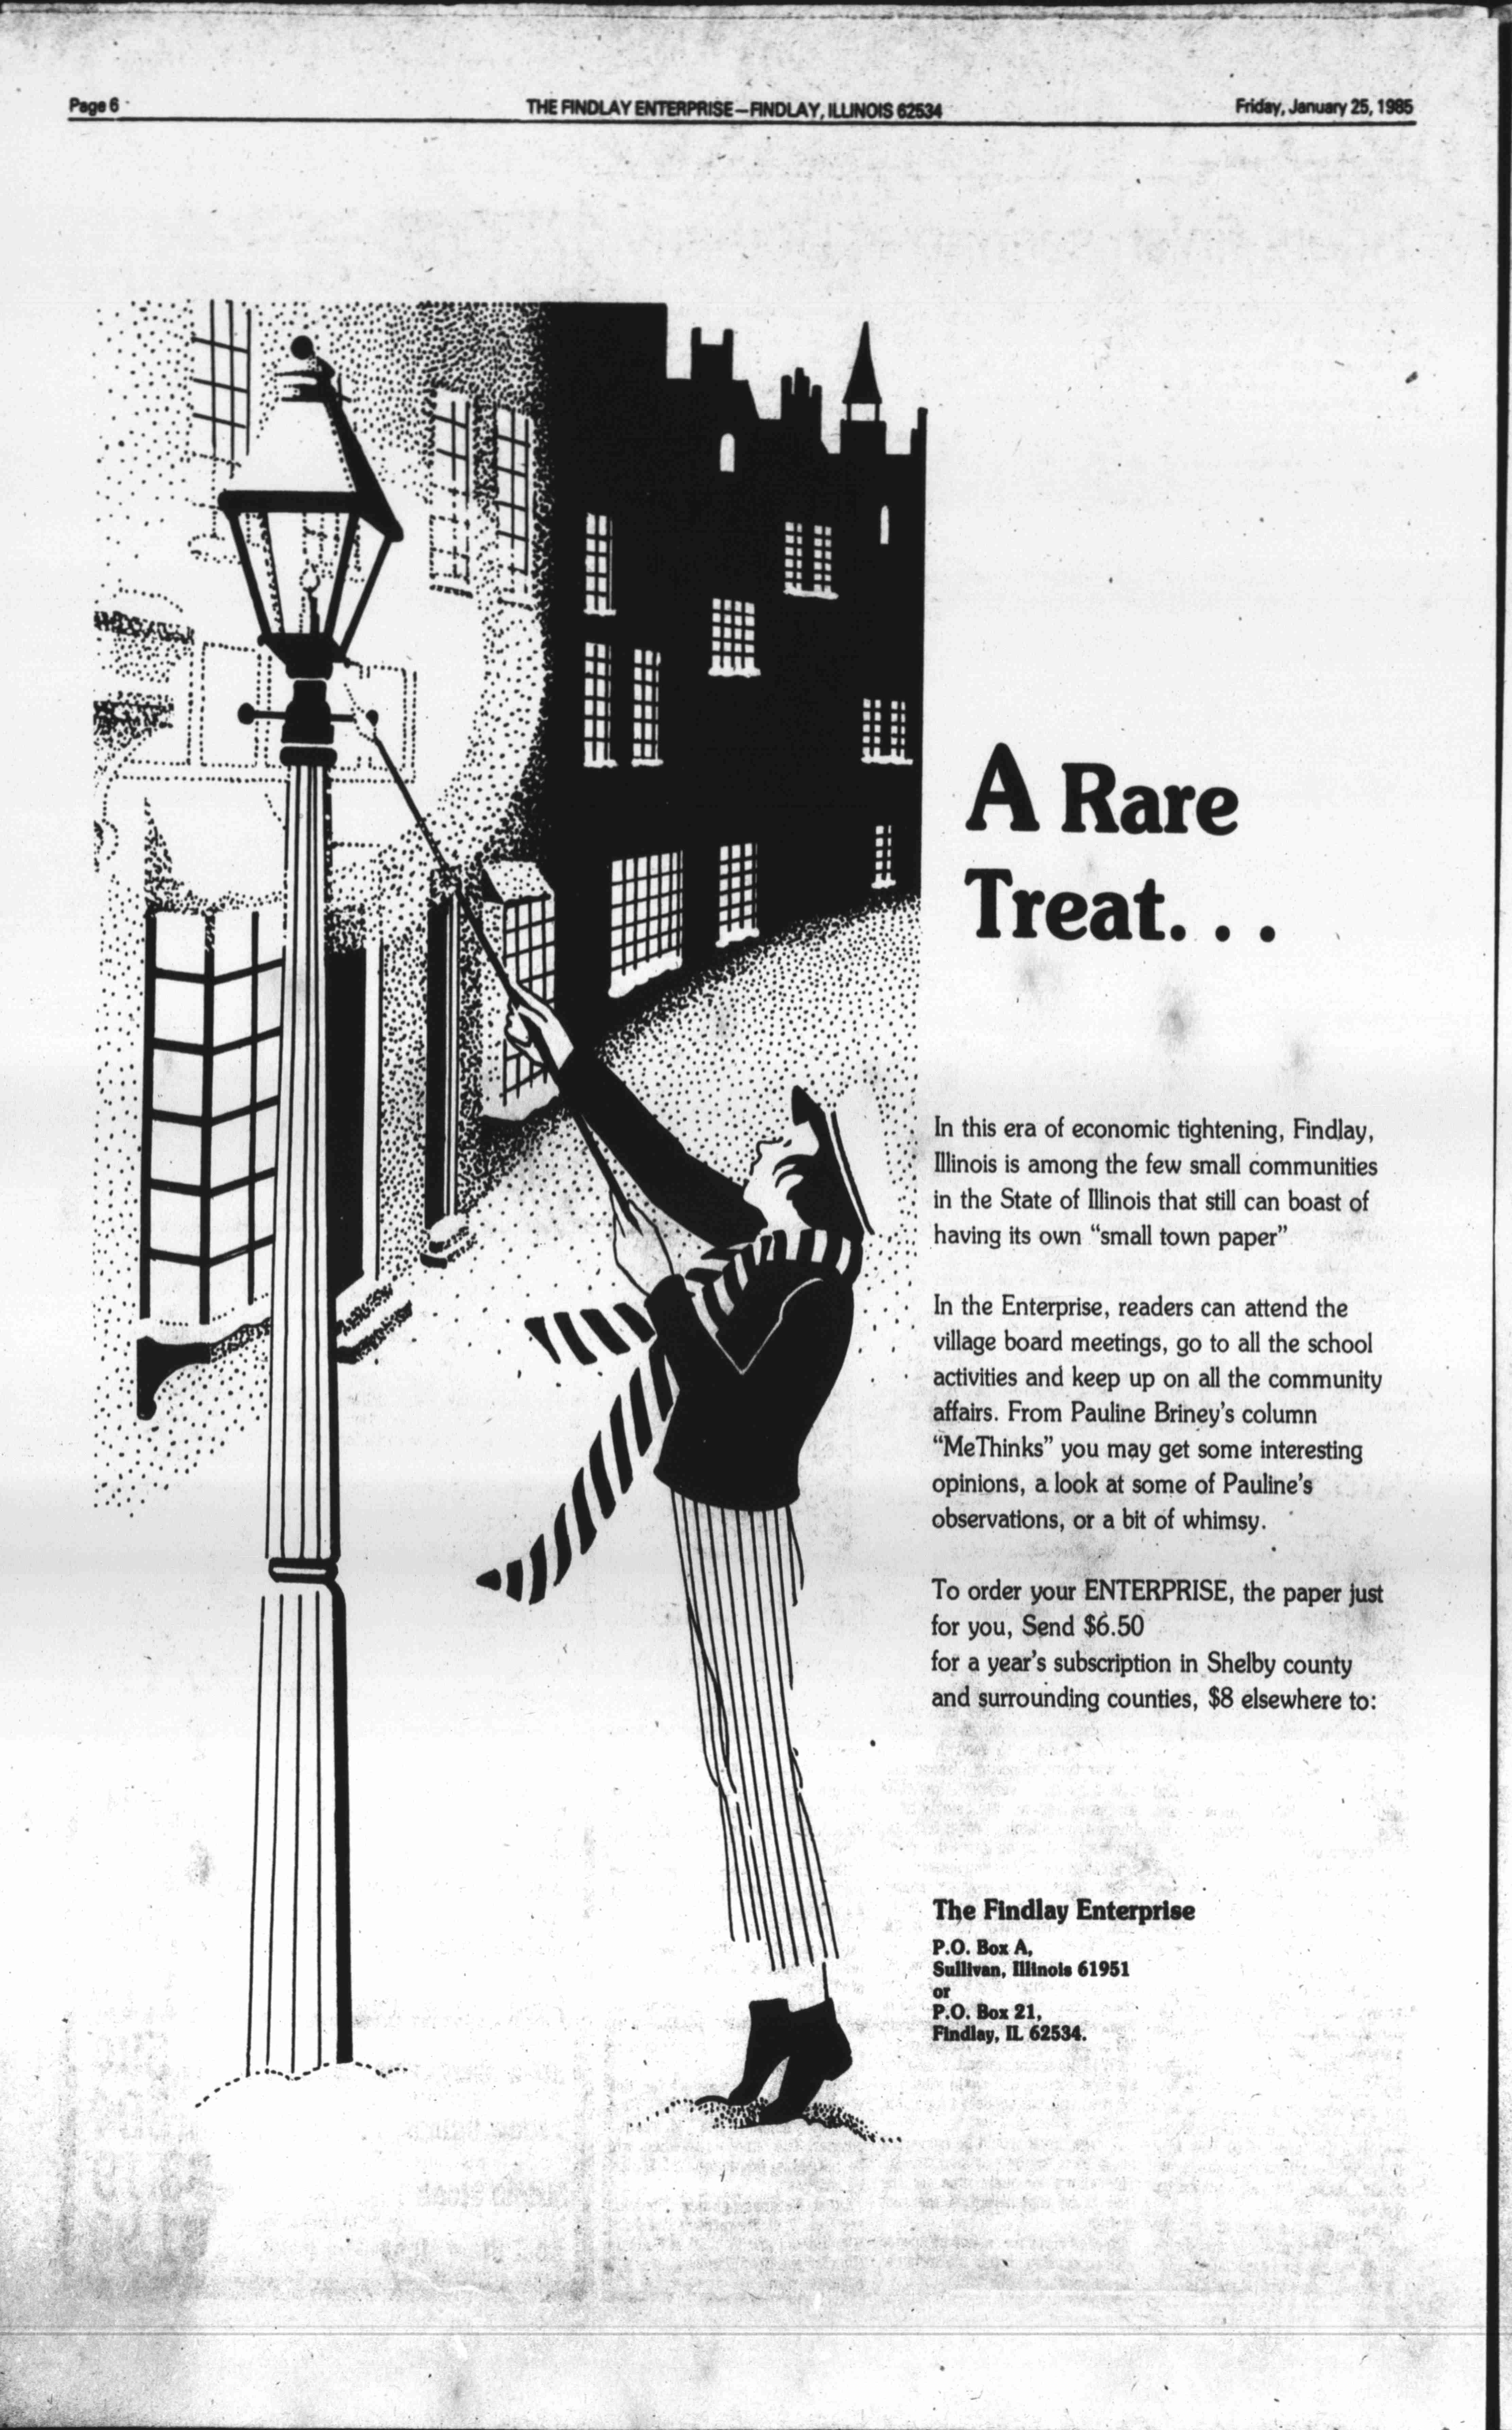 Page 6
THE FINDLAY ENTERPRISE—FINDLAY, ILLINOIS 62534
Friday, January 25, 1985
A Rare
Treat. . .
In this era of economic tightening, Findlay,
Illinois is among the few small communities
in the State of Illinois that still can boast of
having its own “small town paper”
In the Enterprise, readers can attend the
village board meetings, go to all the school
activities and keep up on all the community
affairs. From Pauline Briney’s column
“MeThinks” you may get some interesting
opinions, a look at some of Pauline’s
observations, or a bit of whimsy.
To order your ENTERPRISE, the paper just
for you, Send $6.50
for a year’s subscription in Shelby county
and surrounding counties, $8 elsewhere to:
The Findlay Enterprise
P.O. Box A,
Sullivan, Illinois 61951
or
P.O. Box 21,
Findlay, IL 62534.